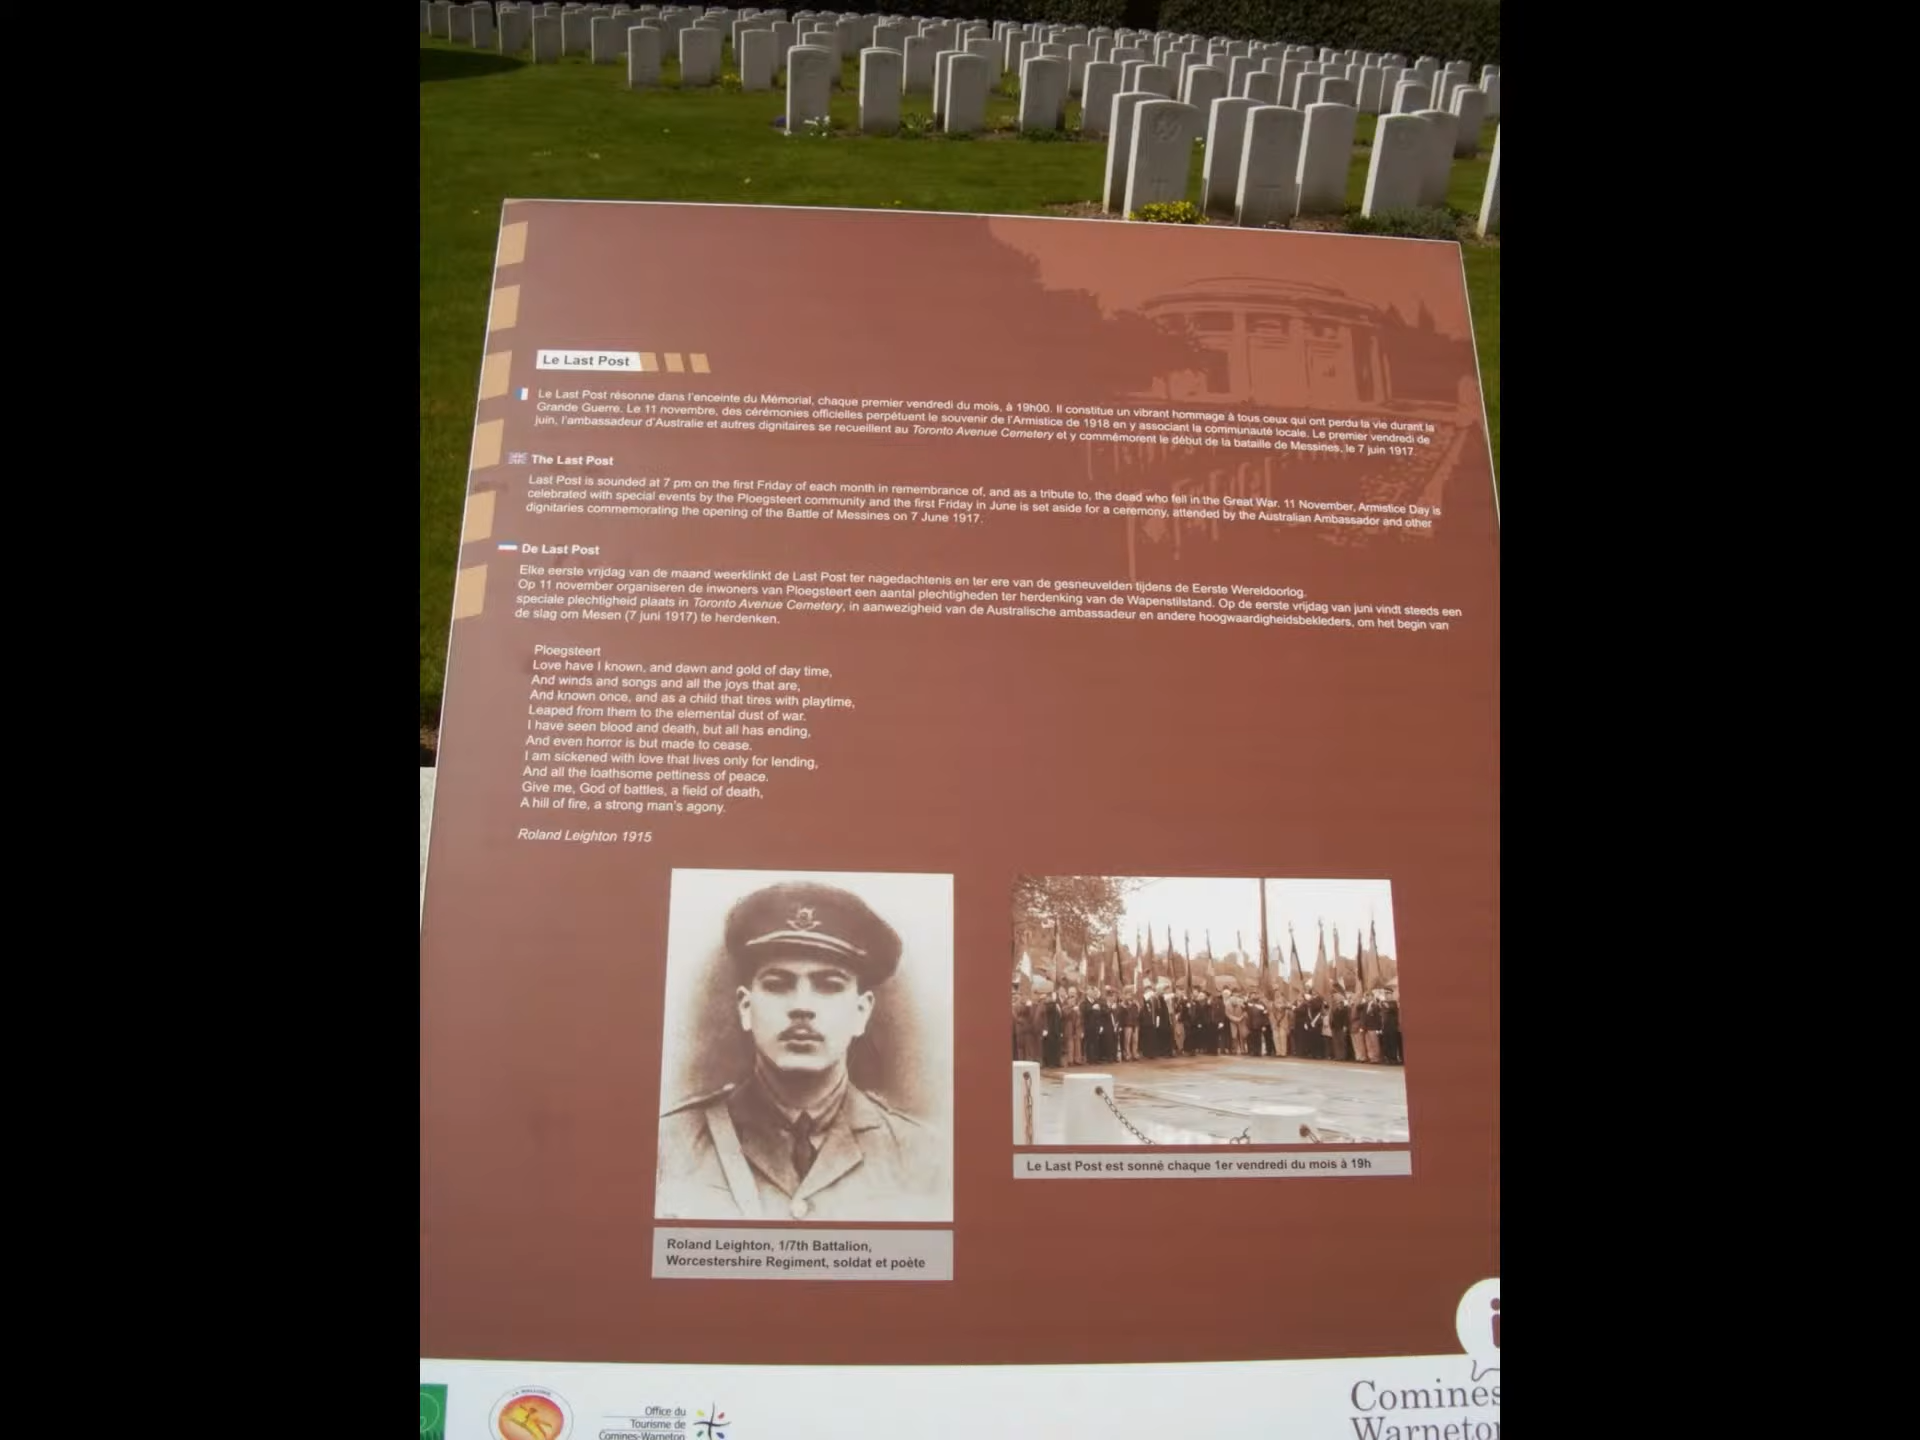 Le Last Post
Le Last Post résonne dans l'enceinte du Mémorial, chaque premier vendredi du mois, à 19h00. Il constitue un vibrant hommage à tous ceux qui ont perdu la vie durant la
Grande Guerre. Le 11 novembre, des cérémonies officielles perpétuent le souvenir de l'Armistice de 1918 en y associant la communauté locale. Le premier vendredi de
juin, l'ambassadeur d'Australie et autres dignitaires se recueillent au Toronto Avenue Cemetery et y commémorent le début de la bataille de Messines, le 7 juin 1917.
The Last Post
Last Post is sounded at 7 pm on the first Friday of each month in remembrance of, and as a tribute to, the dead who fell in the Great War. 11 November, Armistice Day is
celebrated with special events by the Ploegsteert community and the first Friday in June is set aside for a ceremony, attended by the Australian Ambassador and other
dignitaries commemorating the opening of the Battle of Messines on 7 June 1917.
De Last Post
Elke eerste vrijdag van de maand weerklinkt de Last Post ter nagedachtenis en ter ere van de gesneuvelden tijdens de Eerste Wereldoorlog.
Op 11 november organiseren de inwoners van Ploegsteert een aantal plechtigheden ter herdenking van de Wapenstilstand. Op de eerste vrijdag van juni vindt steeds een
speciale plechtigheid plaats in Toronto Avenue Cemetery, in aanwezigheid van de Australische ambassadeur en andere hoogwaardigheidsbekleders, om het begin van
de slag om Mesen (7 juni 1917) te herdenken.
Ploegsteert
Love have I known, and dawn and gold of day time,
And winds and songs and all the joys that are,
And known once, and as a child that tires with playtime,
Leaped from them to the elemental dust of war.
I have seen blood and death, but all has ending,
And even horror is but made to cease.
I am sickened with love that lives only for lending,
And all the loathsome pettiness of peace.
Give me, God of battles, a field of death,
A hill of fire, a strong man's agony.
Roland Leighton 1915
Le Last Post est sonné chaque 1er vendredi du mois à 19h
Roland Leighton, 1/7th Battalion,
Worcestershire Regiment, soldat et poète
i
Office du
Tourisme de
Comines-Warneton
Comines
Warneton